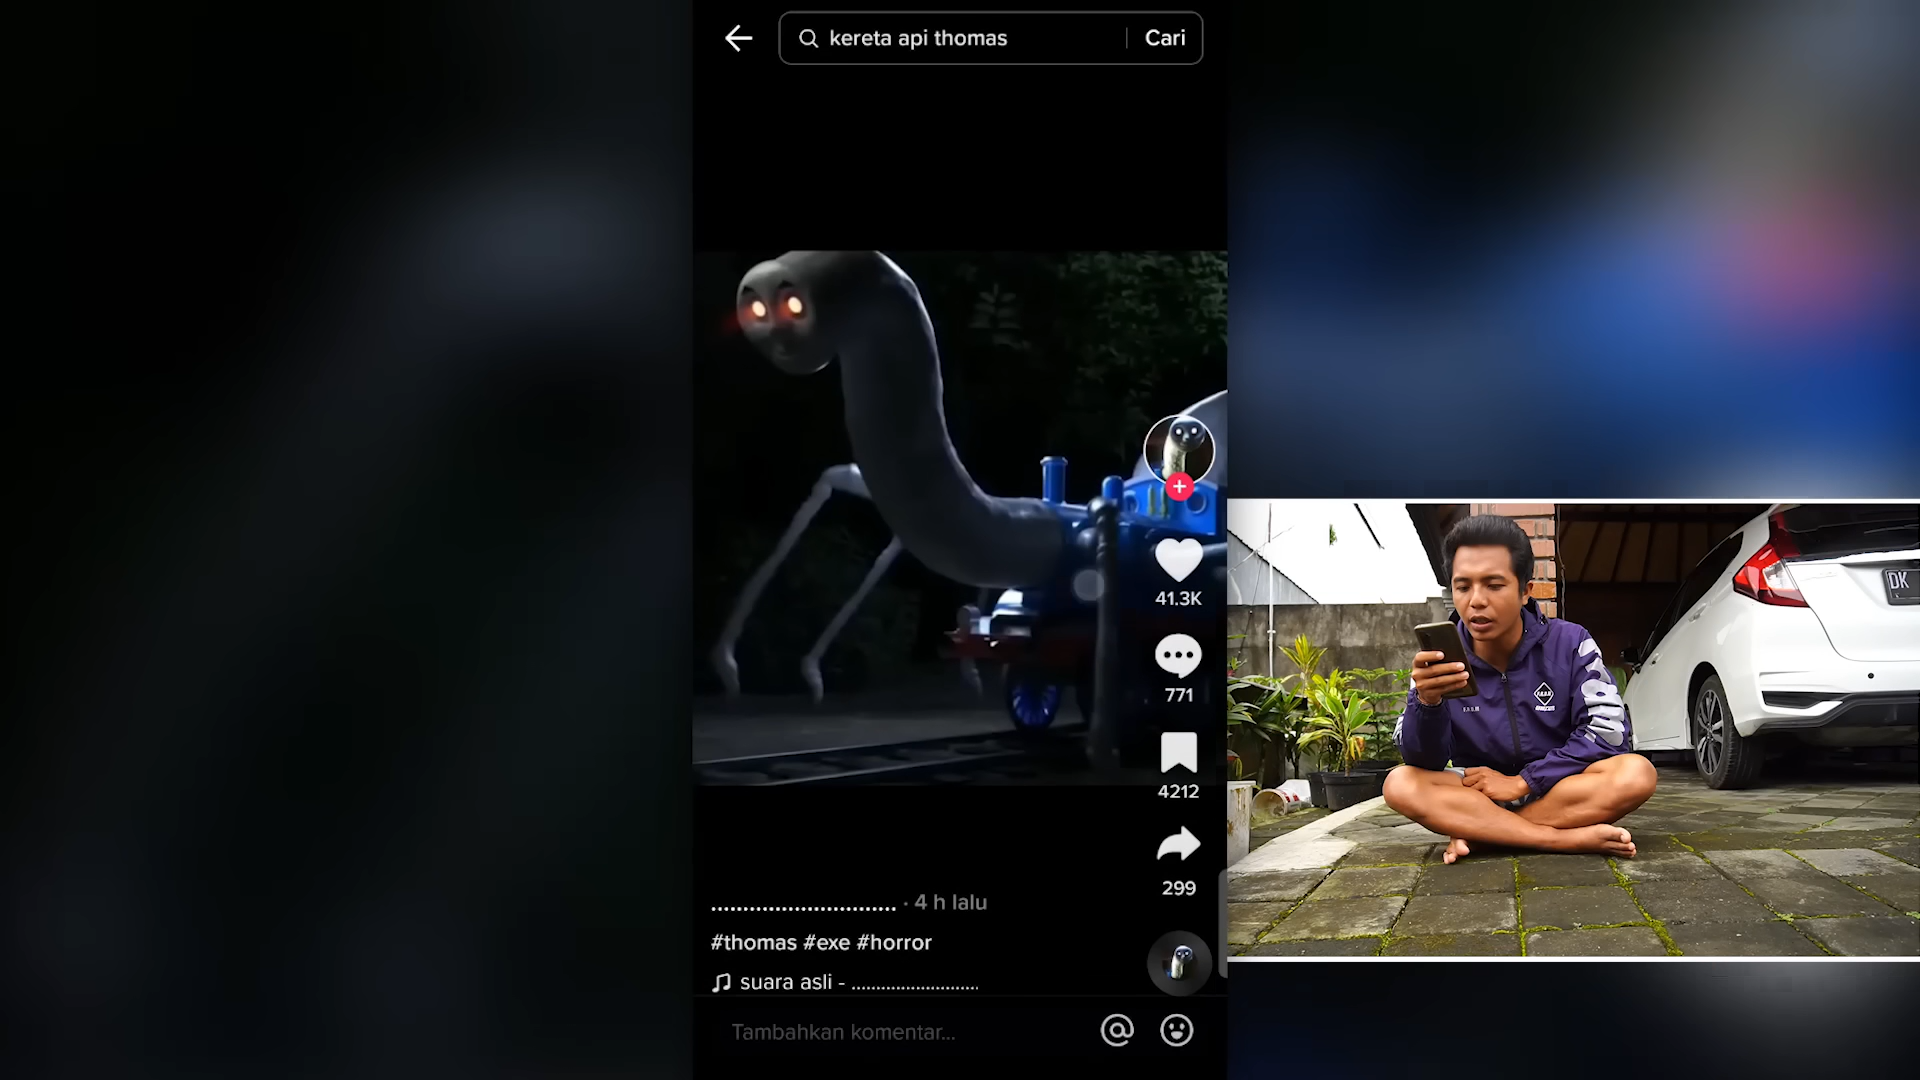 kereta api thomas
Cari
41.3K
771
4212
299
............................. · 4 h lalu
#thomas #exe #horror
suara asli - .............................
Tambahkan komentar...
DK